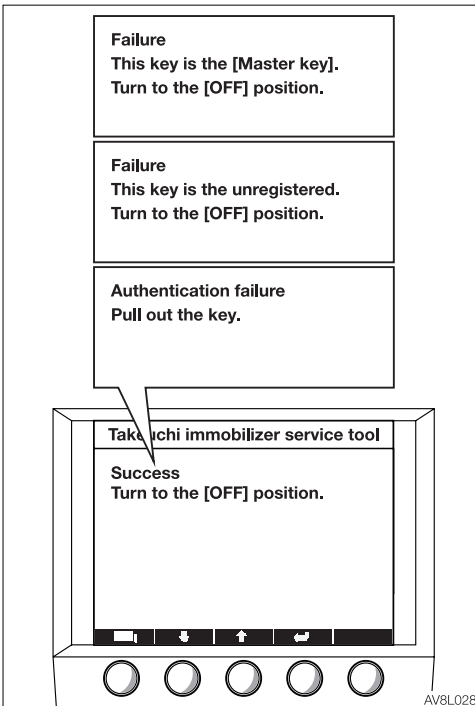 Failure
This key is the [Master key].
Turn to the [OFF] position.
Failure
This key is the unregistered.
Turn to the [OFF] position.
Authentication failure
Pull out the key.
Takeuchi immobilizer service tool
Success
Turn to the [OFF] position.
AV8L028